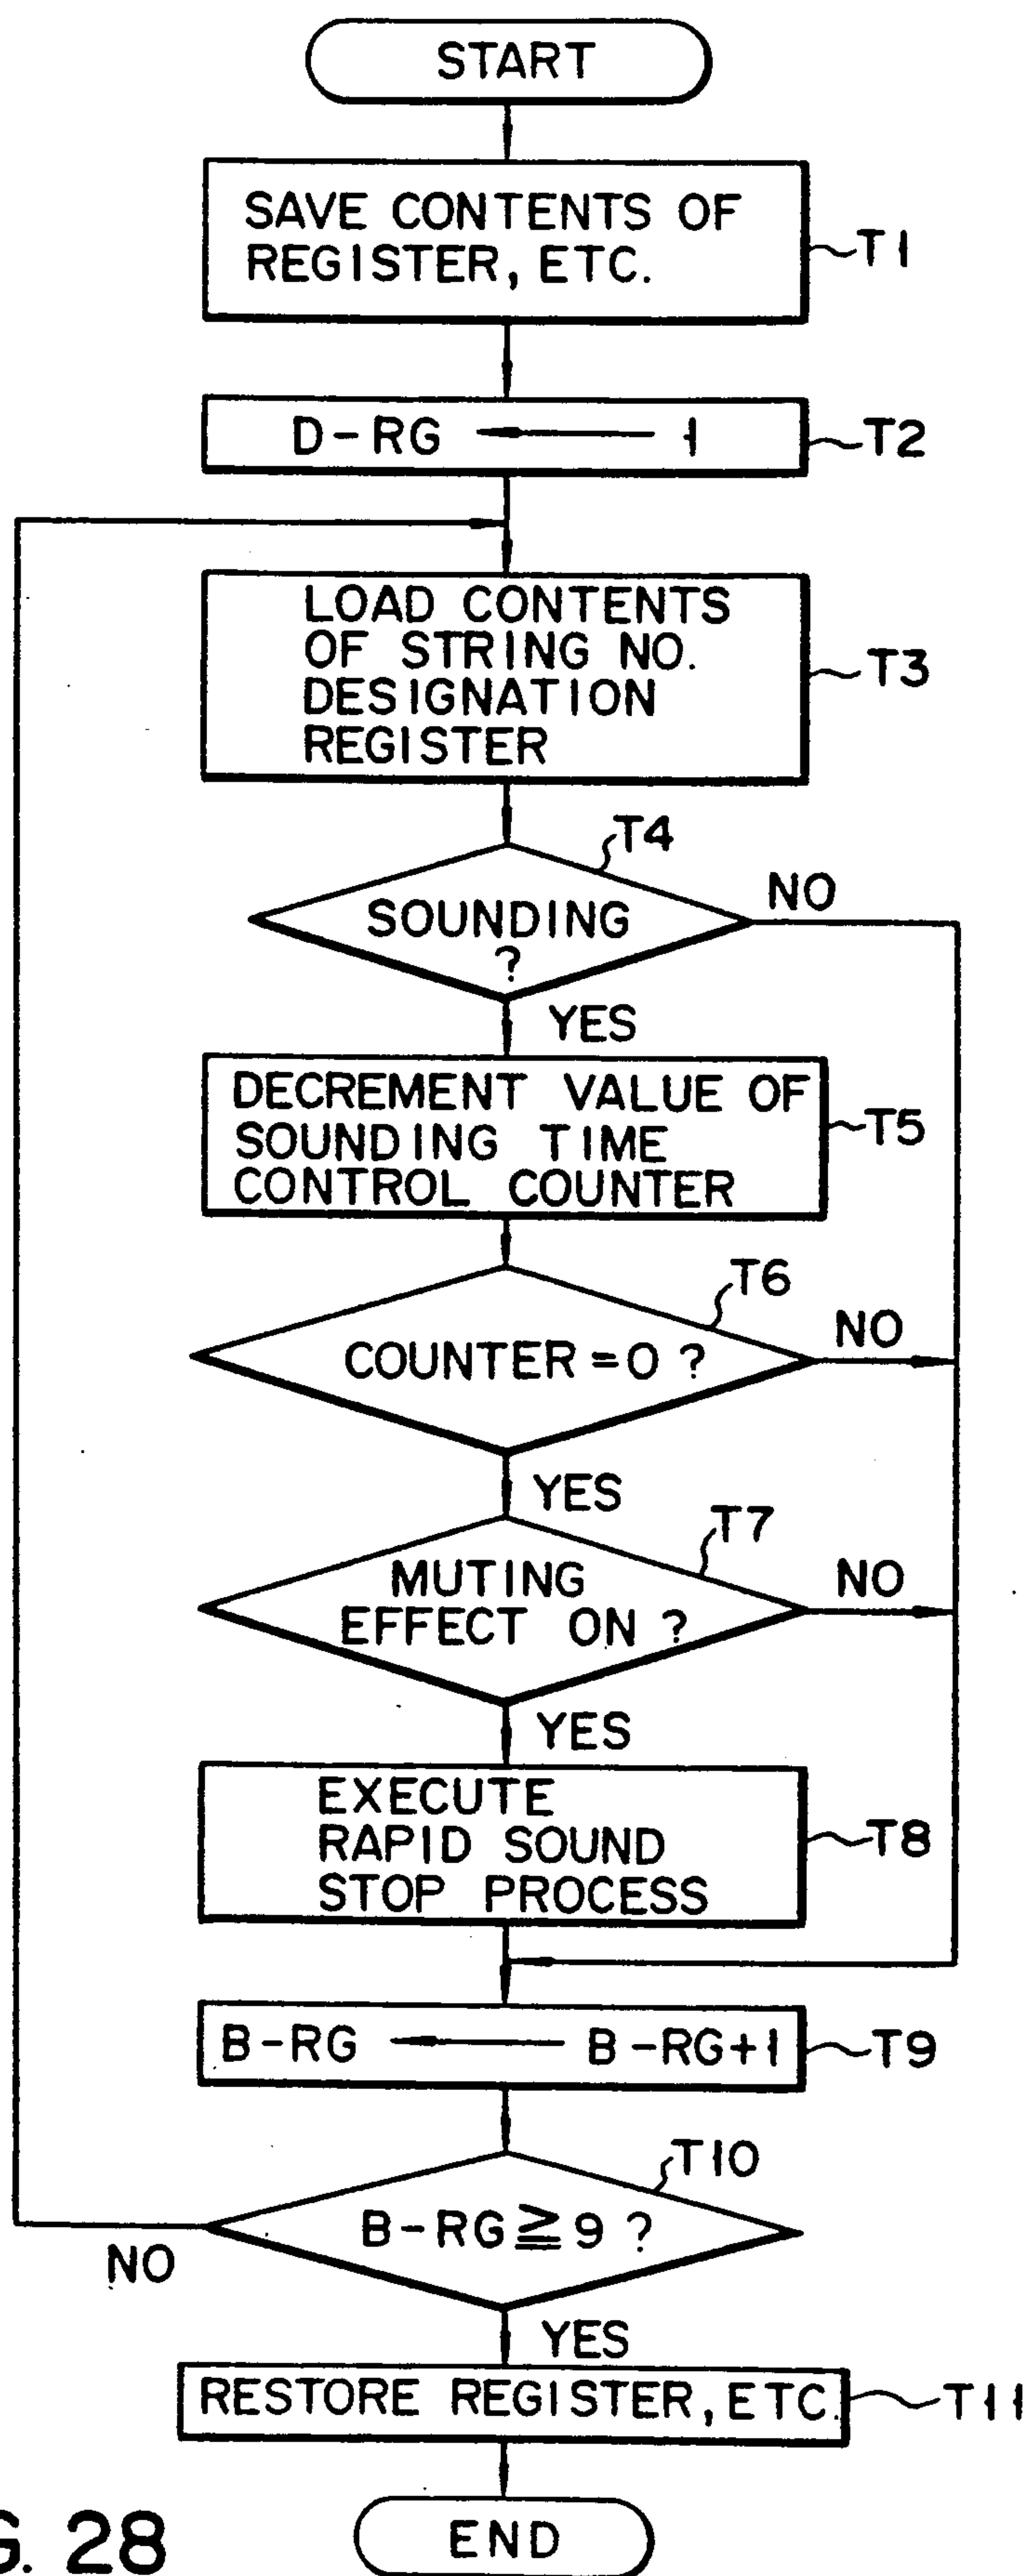 START
SAVE CONTENTS OF
REGISTER, ETC.
T1
D-RG ← 1
T2
LOAD CONTENTS
OF STRING NO.
DESIGNATION
REGISTER
T3
T4
SOUNDING
?
NO
YES
DECREMENT VALUE OF
SOUNDING TIME
CONTROL COUNTER
T5
T6
COUNTER = 0 ?
NO
YES
T7
MUTING
EFFECT ON ?
NO
YES
EXECUTE
RAPID SOUND
STOP PROCESS
T8
B-RG ← B-RG+1
T9
T10
B-RG ≧ 9 ?
NO
YES
RESTORE REGISTER, ETC.
T11
END
G. 28